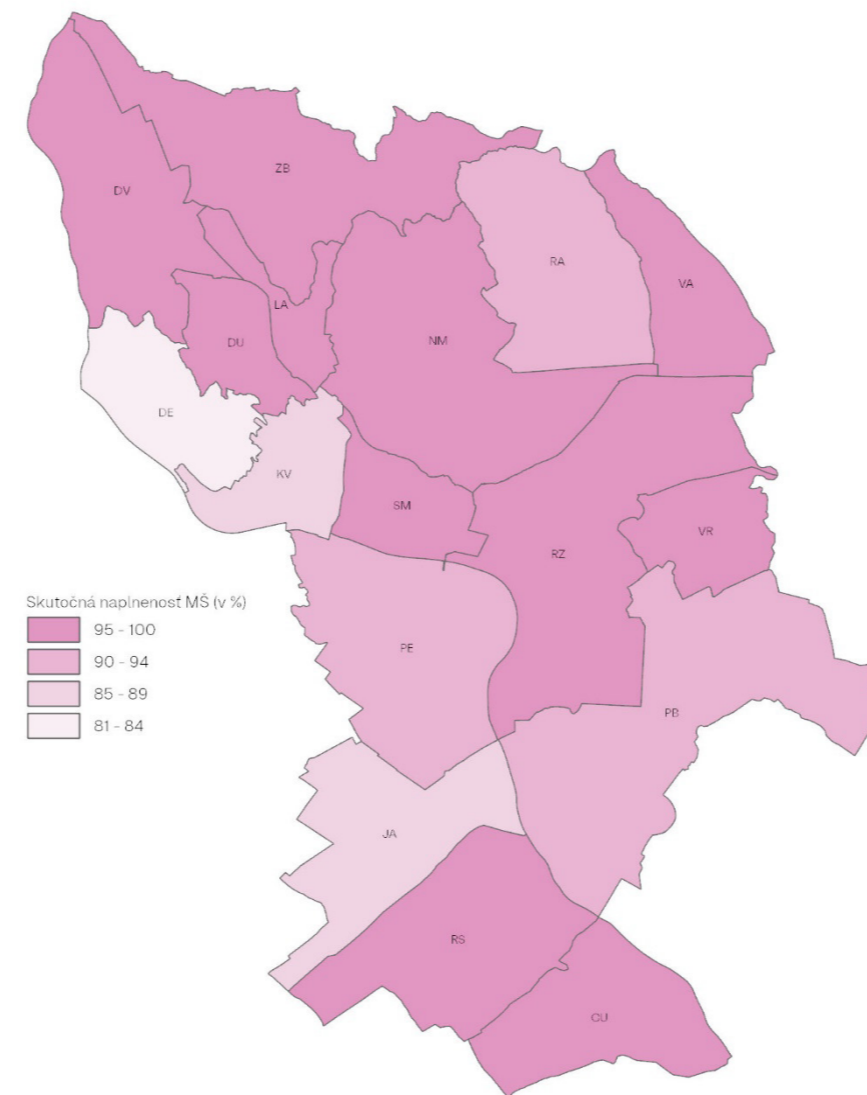 ZB
DV
RA
VA
LA
DU
NM
DE
KV
SM
VR
RZ
Skutočná naplnenosť MŠ (v %)
95 - 100
90 - 94
85 - 89
81 - 84
PE
PB
JA
RS
CU